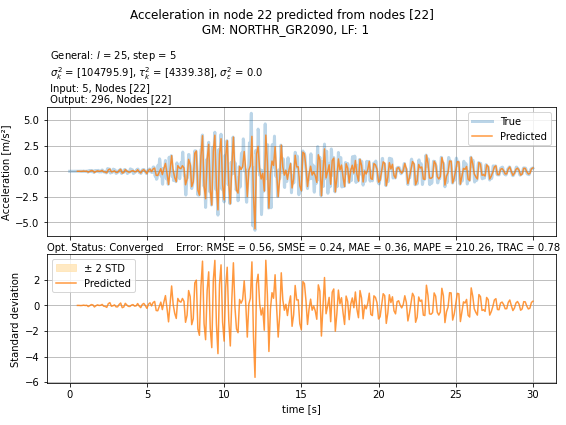 Acceleration in node 22 predicted from nodes [22]
GM: NORTHR_GR2090, LF: 1
General: l = 25, step = 5
σ²ₖ = [104795.9], τ²ₖ = [4339.38], σ²ε = 0.0
Input: 5, Nodes [22]
Output: 296, Nodes [22]
Acceleration [m/s²]
5.0
2.5
0.0
−2.5
−5.0
True
Predicted
Opt. Status: Converged Error: RMSE = 0.56, SMSE = 0.24, MAE = 0.36, MAPE = 210.26, TRAC = 0.78
Standard deviation
2
0
−2
−4
−6
± 2 STD
Predicted
0 5 10 15 20 25 30
time [s]